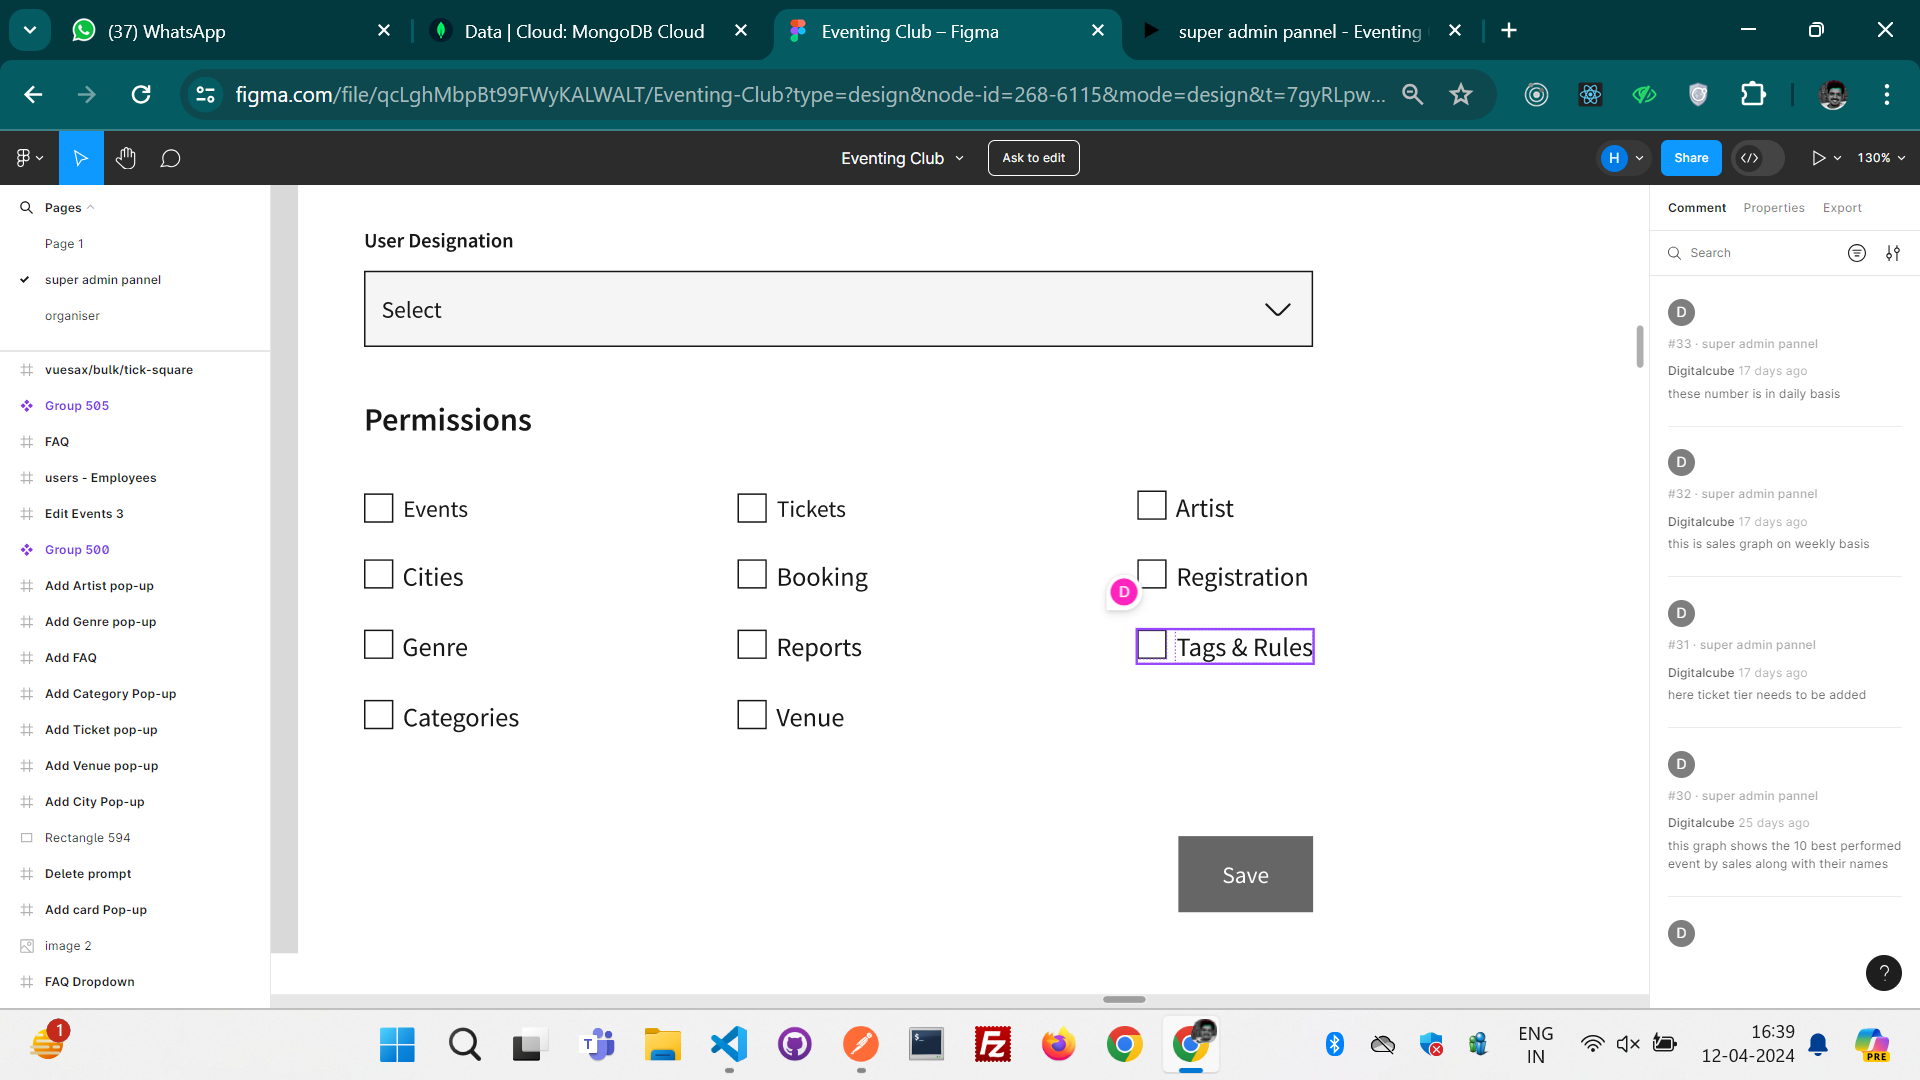 (37) WhatsApp
Data | Cloud: MongoDB Cloud
Eventing Club – Figma
super admin pannel - Eventing
figma.com/file/qcLghMbpBt99FWyKALWALT/Eventing-Club?type=design&node-id=268-6115&mode=design&t=7gyRLpw...
Eventing Club
Ask to edit
H
Share
130%
Pages
Page 1
super admin pannel
organiser
vuesax/bulk/tick-square
Group 505
FAQ
users - Employees
Edit Events 3
Group 500
Add Artist pop-up
Add Genre pop-up
Add FAQ
Add Category Pop-up
Add Ticket pop-up
Add Venue pop-up
Add City Pop-up
Rectangle 594
Delete prompt
Add card Pop-up
image 2
FAQ Dropdown
User Designation
Select
Permissions
Events
Tickets
Artist
Cities
Booking
D
Registration
Genre
Reports
Tags & Rules
Categories
Venue
Save
Comment
Properties
Export
Search
D
#33 · super admin pannel
Digitalcube 17 days ago
these number is in daily basis
D
#32 · super admin pannel
Digitalcube 17 days ago
this is sales graph on weekly basis
D
#31 · super admin pannel
Digitalcube 17 days ago
here ticket tier needs to be added
D
#30 · super admin pannel
Digitalcube 25 days ago
this graph shows the 10 best performed
event by sales along with their names
D
?
1
ENG
IN
16:39
12-04-2024
PRE